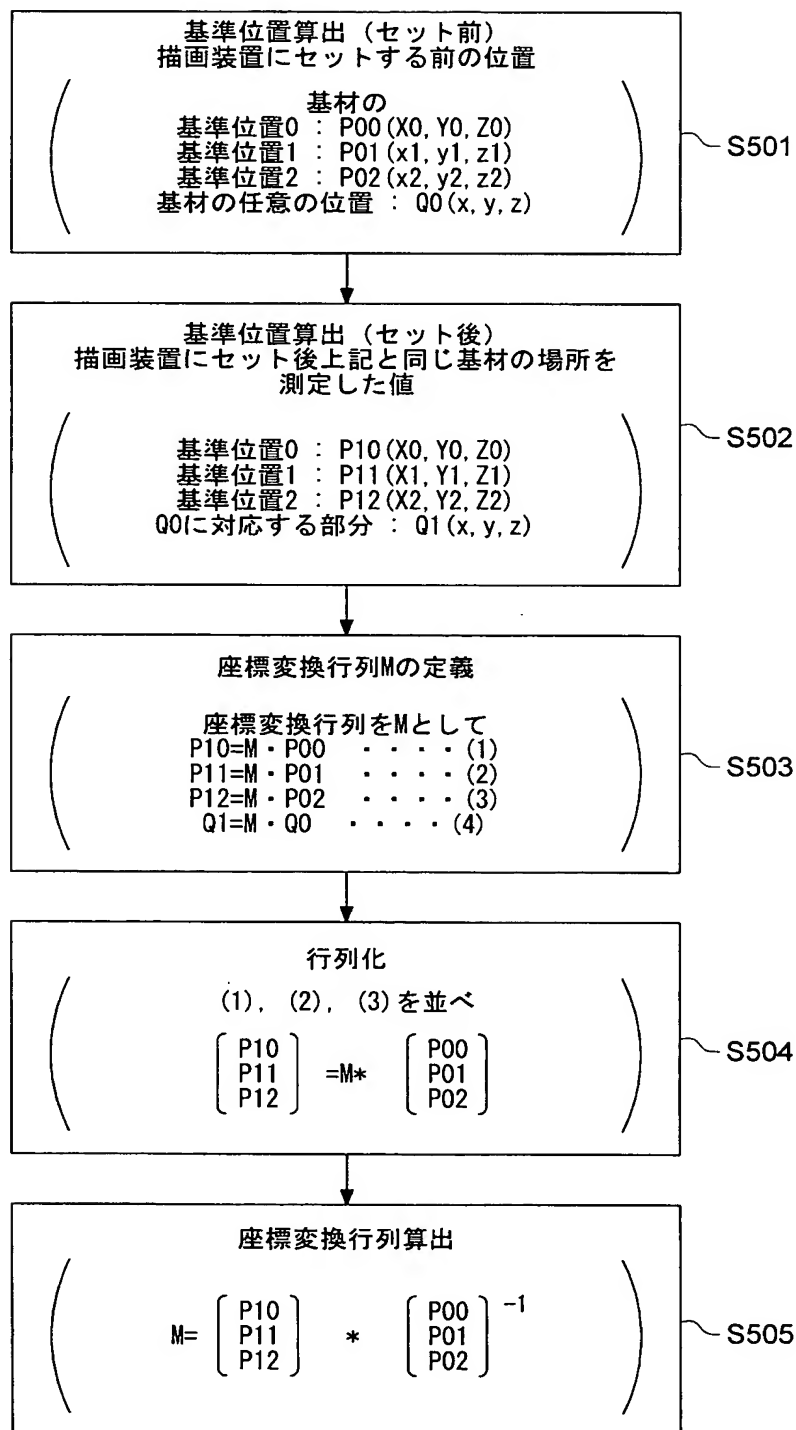 基準位置算出（セット前）
描画装置にセットする前の位置
基材の
基準位置0 : P00(X0, Y0, Z0)
基準位置1 : P01(x1, y1, z1)
基準位置2 : P02(x2, y2, z2)
基材の任意の位置 : Q0(x, y, z)
S501
基準位置算出（セット後）
描画装置にセット後上記と同じ基材の場所を
測定した値
基準位置0 : P10(X0, Y0, Z0)
基準位置1 : P11(X1, Y1, Z1)
基準位置2 : P12(X2, Y2, Z2)
Q0に対応する部分 : Q1(x, y, z)
S502
座標変換行列Mの定義
座標変換行列をMとして
P10=M・P00 ・・・・(1)
P11=M・P01 ・・・・(2)
P12=M・P02 ・・・・(3)
Q1=M・Q0 ・・・・(4)
S503
行列化
(1), (2), (3)を並べ
P10 P00
P11 =M* P01
P12 P02
S504
座標変換行列算出
P10 P00 -1
M= P11 * P01
P12 P02
S505